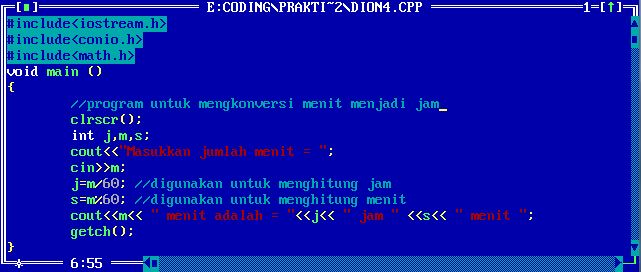 [■] E:CODING\PRAKTI~2\DION4.CPP 1=[↑]
#include<iostream.h>
#include<conio.h>
#include<math.h>
void main ()
{
//program untuk mengkonversi menit menjadi jam_
clrscr();
int j,m,s;
cout<<"Masukkan jumlah menit = ";
cin>>m;
j=m/60; //digunakan untuk menghitung jam
s=m%60; //digunakan untuk menghitung menit
cout<<m<< " menit adalah = "<<j<< " jam " <<s<< " menit ";
getch();
}
* 6:55